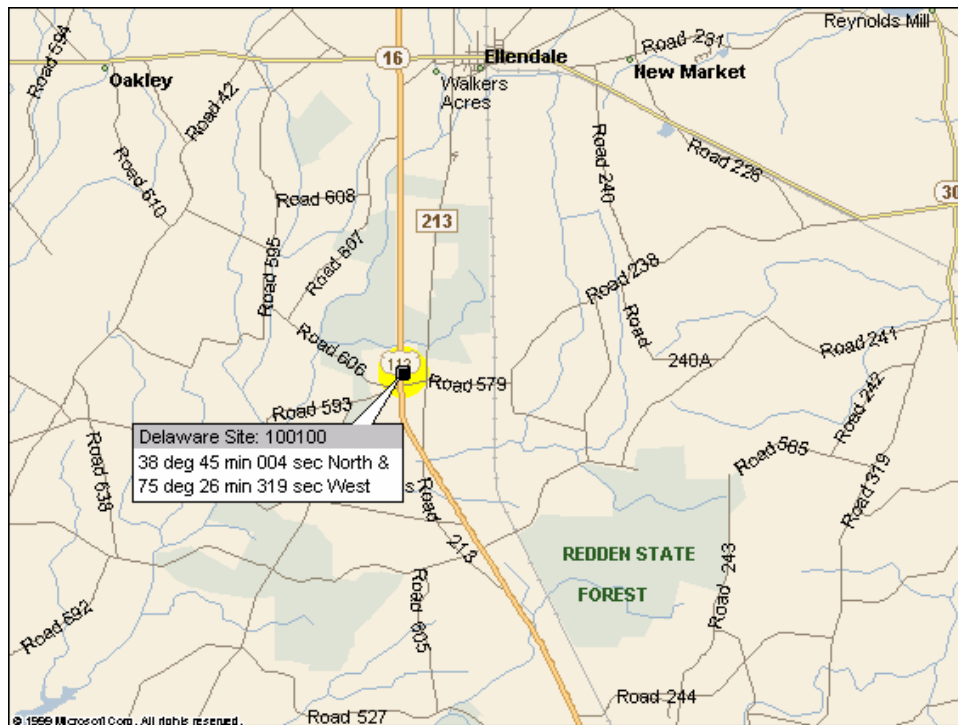 Reynolds Mill
Road 594
16
Ellendale
Road 231
Oakley
Walkers
Acres
New Market
Road 42
Road 226
Road 610
Road 608
Road 240
30
213
Road 595
Road 607
Road 238
Road 606
113
Road
240A
Road 241
Road 579
Road 593
Road 242
Delaware Site: 100100
38 deg 45 min 004 sec North &
75 deg 26 min 319 sec West
Road 565
Road 319
Road 638
Road
213
REDDEN STATE
FOREST
Road 243
Road 605
Road 592
Road 244
Road 527
© 1999 Microsoft Corp. All rights reserved.